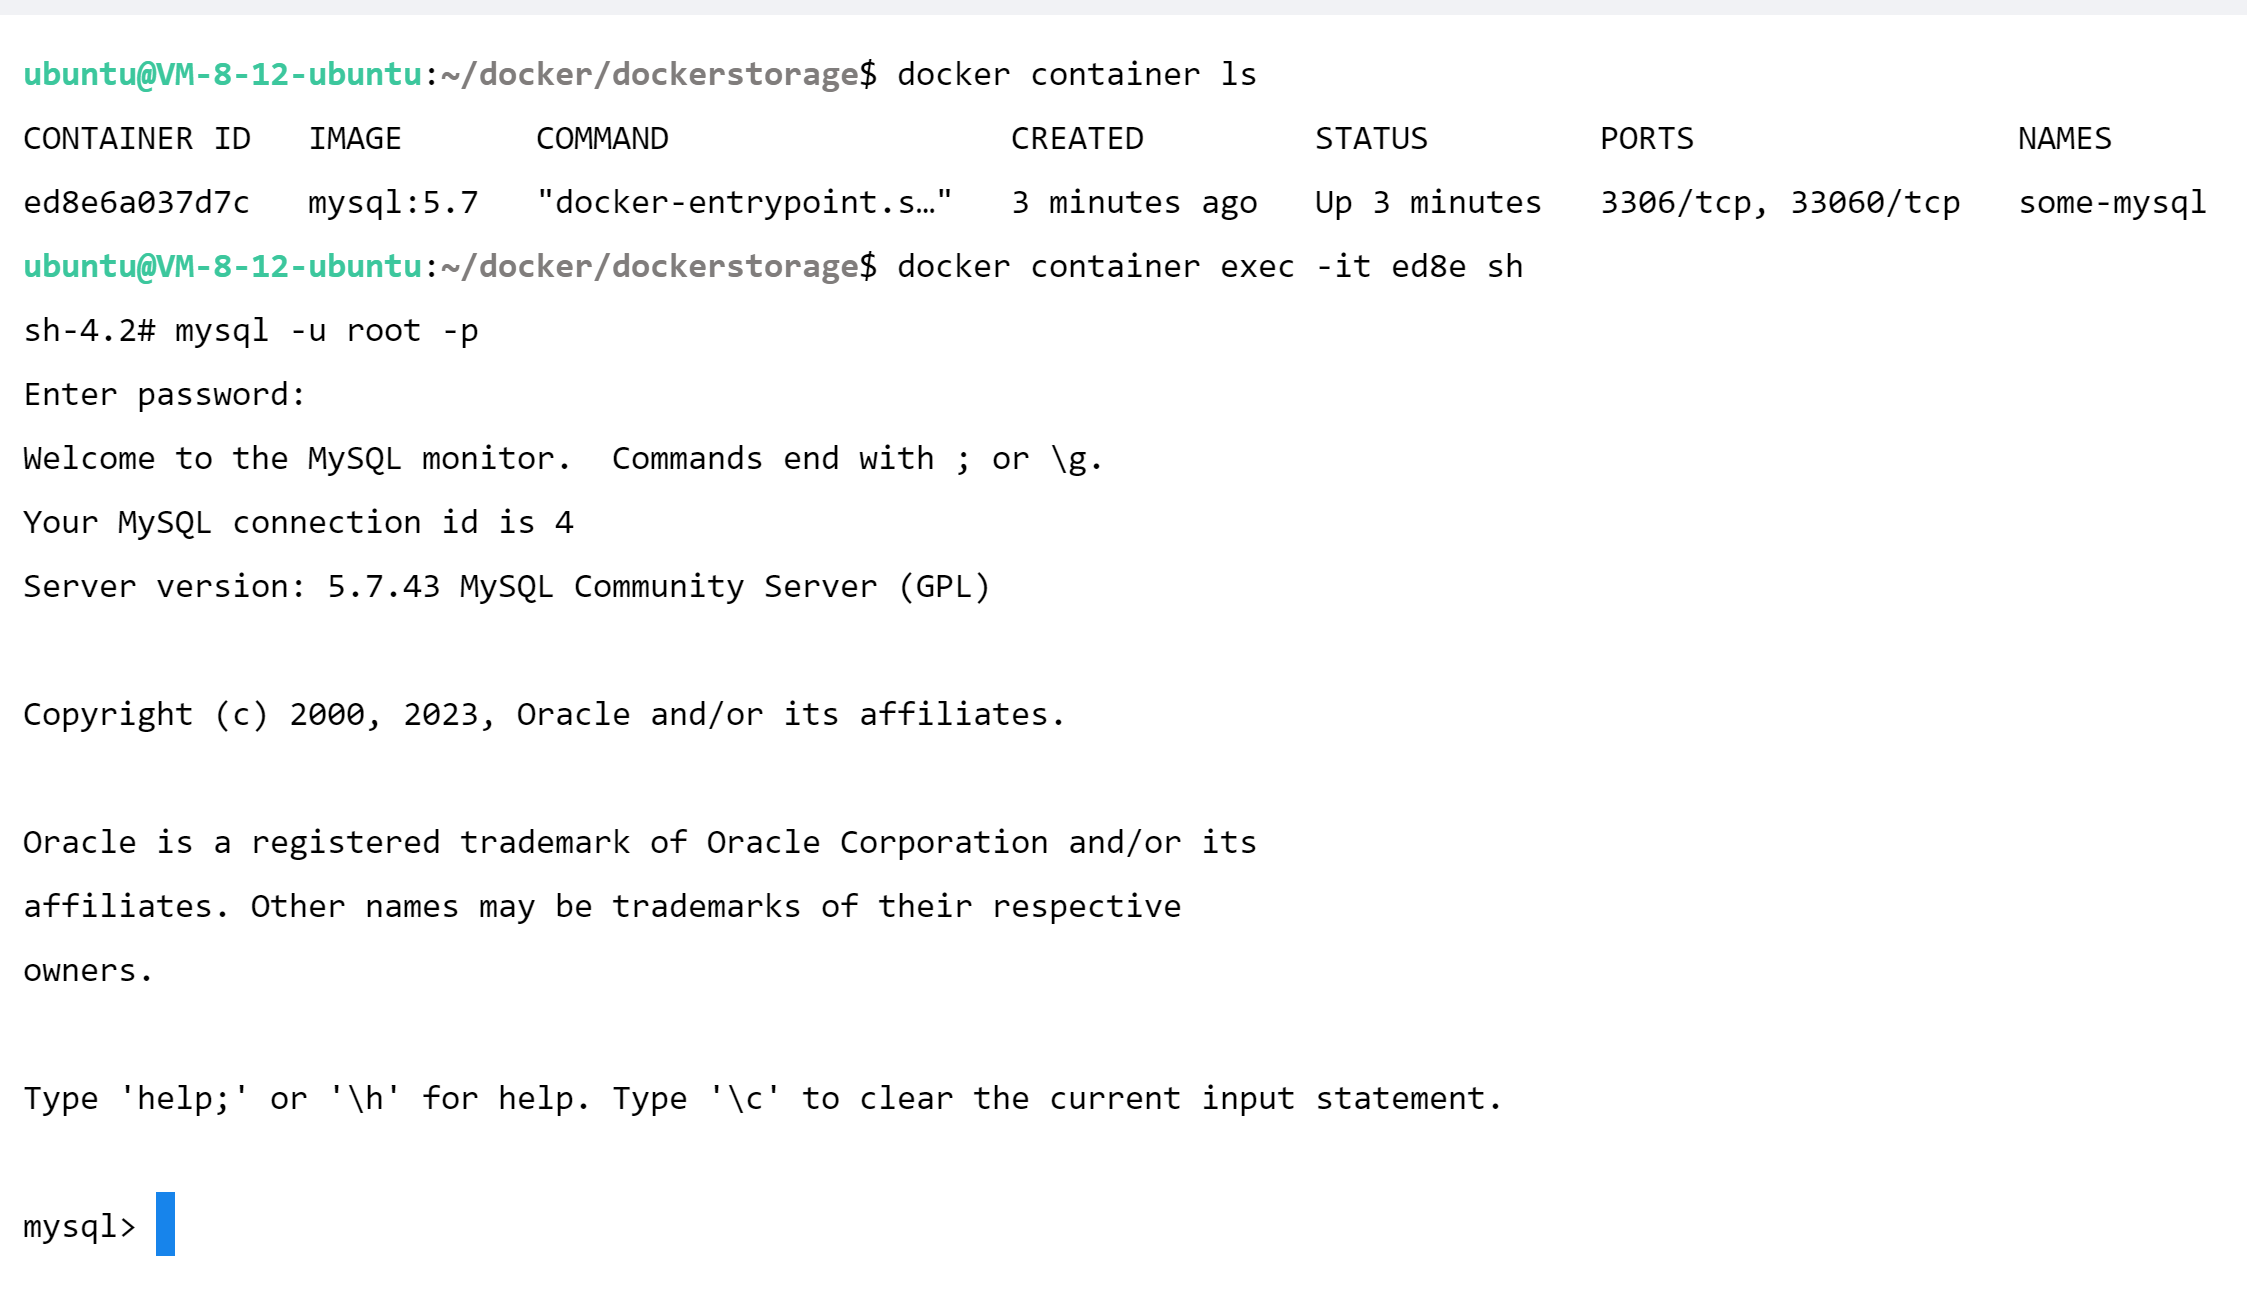 ubuntu@VM-8-12-ubuntu:~/docker/dockerstorage$ docker container ls
CONTAINER ID   IMAGE       COMMAND                  CREATED         STATUS         PORTS                 NAMES
ed8e6a037d7c   mysql:5.7   "docker-entrypoint.s…"   3 minutes ago   Up 3 minutes   3306/tcp, 33060/tcp   some-mysql
ubuntu@VM-8-12-ubuntu:~/docker/dockerstorage$ docker container exec -it ed8e sh
sh-4.2# mysql -u root -p
Enter password:
Welcome to the MySQL monitor.  Commands end with ; or \g.
Your MySQL connection id is 4
Server version: 5.7.43 MySQL Community Server (GPL)

Copyright (c) 2000, 2023, Oracle and/or its affiliates.

Oracle is a registered trademark of Oracle Corporation and/or its
affiliates. Other names may be trademarks of their respective
owners.

Type 'help;' or '\h' for help. Type '\c' to clear the current input statement.

mysql>